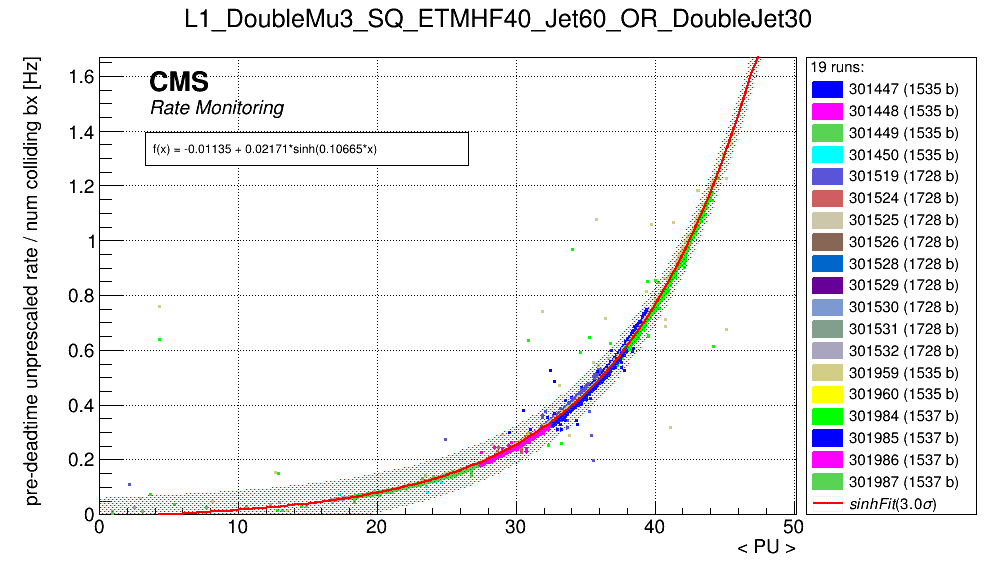 L1_DoubleMu3_SQ_ETMHF40_Jet60_OR_DoubleJet30
pre-deadtime unprescaled rate / num colliding bx [Hz]
1.6
1.4
1.2
1
0.8
0.6
0.4
0.2
0
CMS
Rate Monitoring
f(x) = -0.01135 + 0.02171*sinh(0.10665*x)
0 10 20 30 40 50
< PU >
19 runs:
301447 (1535 b)
301448 (1535 b)
301449 (1535 b)
301450 (1535 b)
301519 (1728 b)
301524 (1728 b)
301525 (1728 b)
301526 (1728 b)
301528 (1728 b)
301529 (1728 b)
301530 (1728 b)
301531 (1728 b)
301532 (1728 b)
301959 (1535 b)
301960 (1535 b)
301984 (1537 b)
301985 (1537 b)
301986 (1537 b)
301987 (1537 b)
sinhFit(3.0σ)